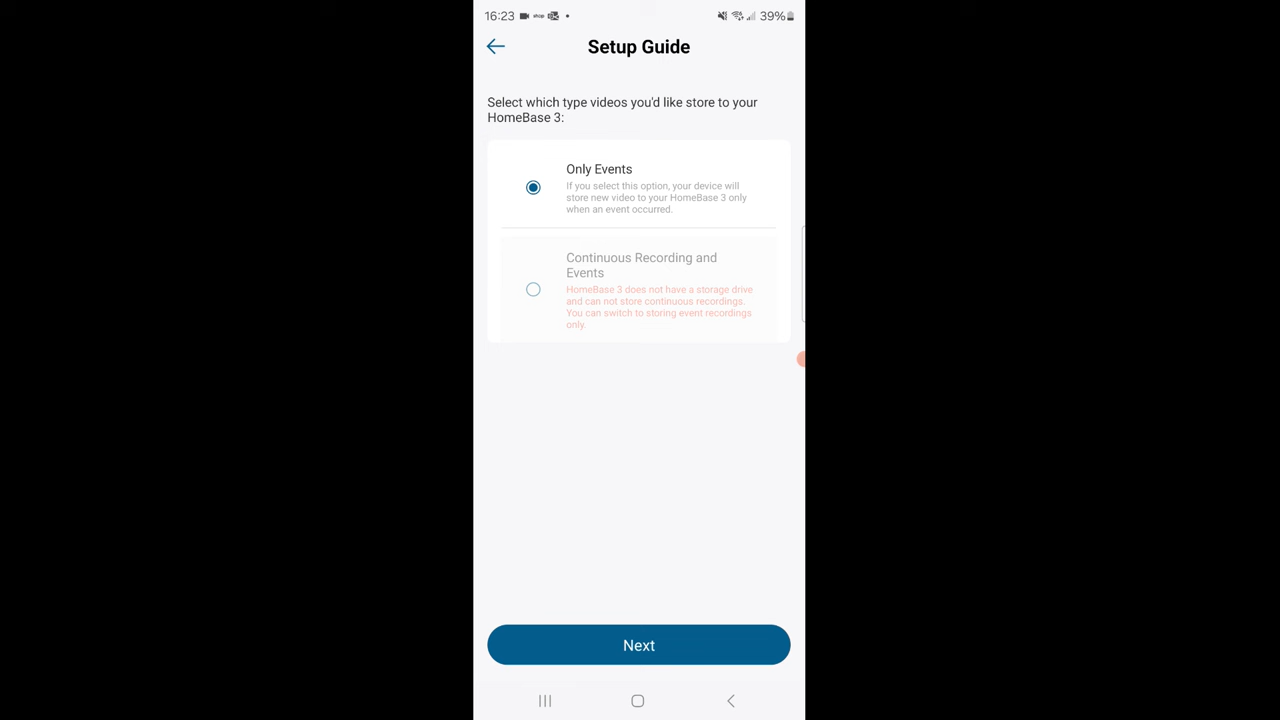 16:23 shop 39%
Setup Guide
Select which type videos you'd like store to your
HomeBase 3:
Only Events
If you select this option, your device will
store new video to your HomeBase 3 only
when an event occurred.
Continuous Recording and
Events
HomeBase 3 does not have a storage drive
and can not store continuous recordings.
You can switch to storing event recordings
only.
Next